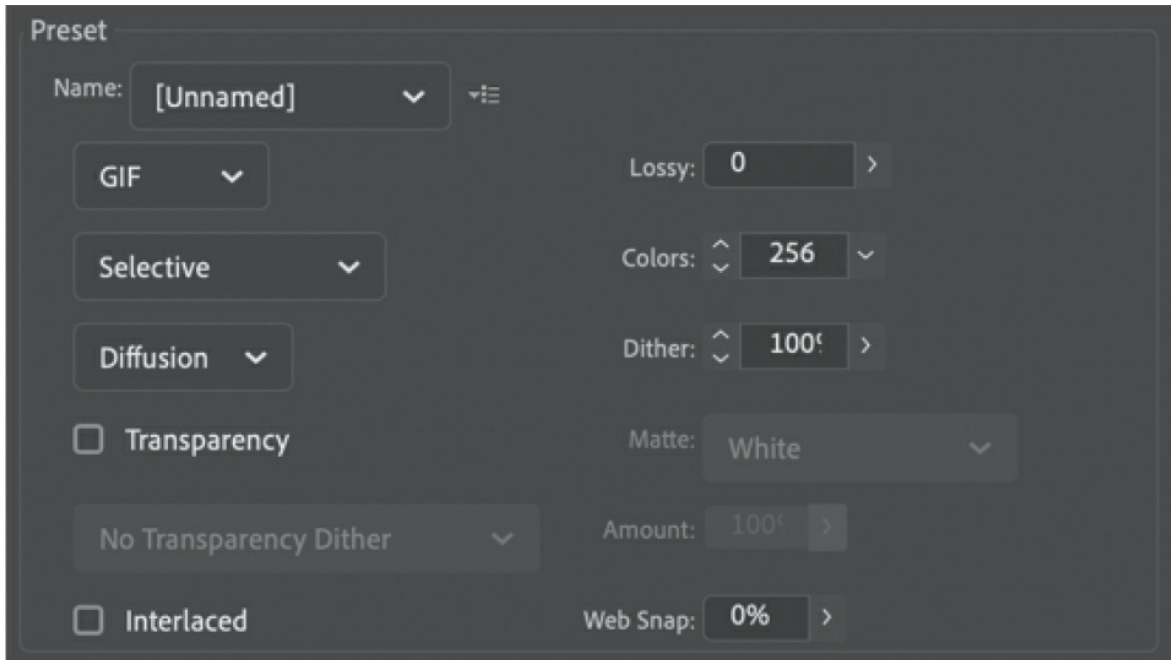 Preset
Name: [Unnamed]
GIF Lossy: 0
Selective Colors: 256
Diffusion Dither: 100%
Transparency Matte: White
No Transparency Dither Amount: 100%
Interlaced Web Snap: 0%